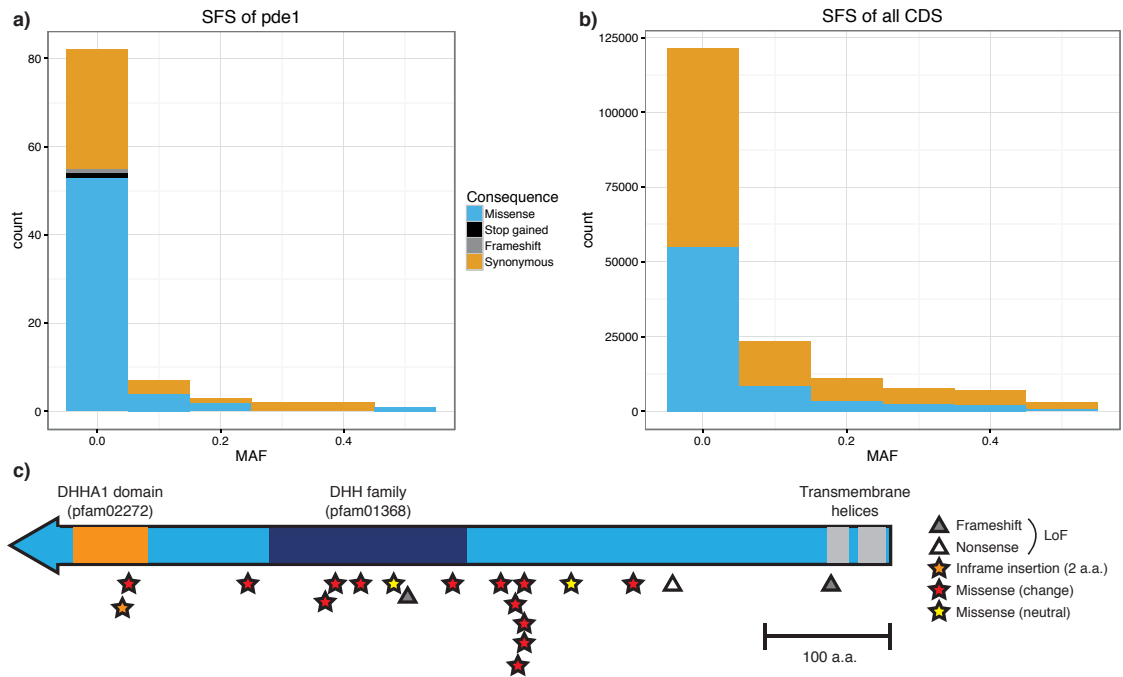 a)
SFS of pde1
80
60
40
20
0
count
0.0
0.2
0.4
MAF
Consequence
Missense
Stop gained
Frameshift
Synonymous
b)
SFS of all CDS
125000
100000
75000
50000
25000
0
count
0.0
0.2
0.4
MAF
c)
DHHA1 domain
(pfam02272)
DHH family
(pfam01368)
Transmembrane
helices
Frameshift
Nonsense
LoF
Inframe insertion (2 a.a.)
Missense (change)
Missense (neutral)
100 a.a.